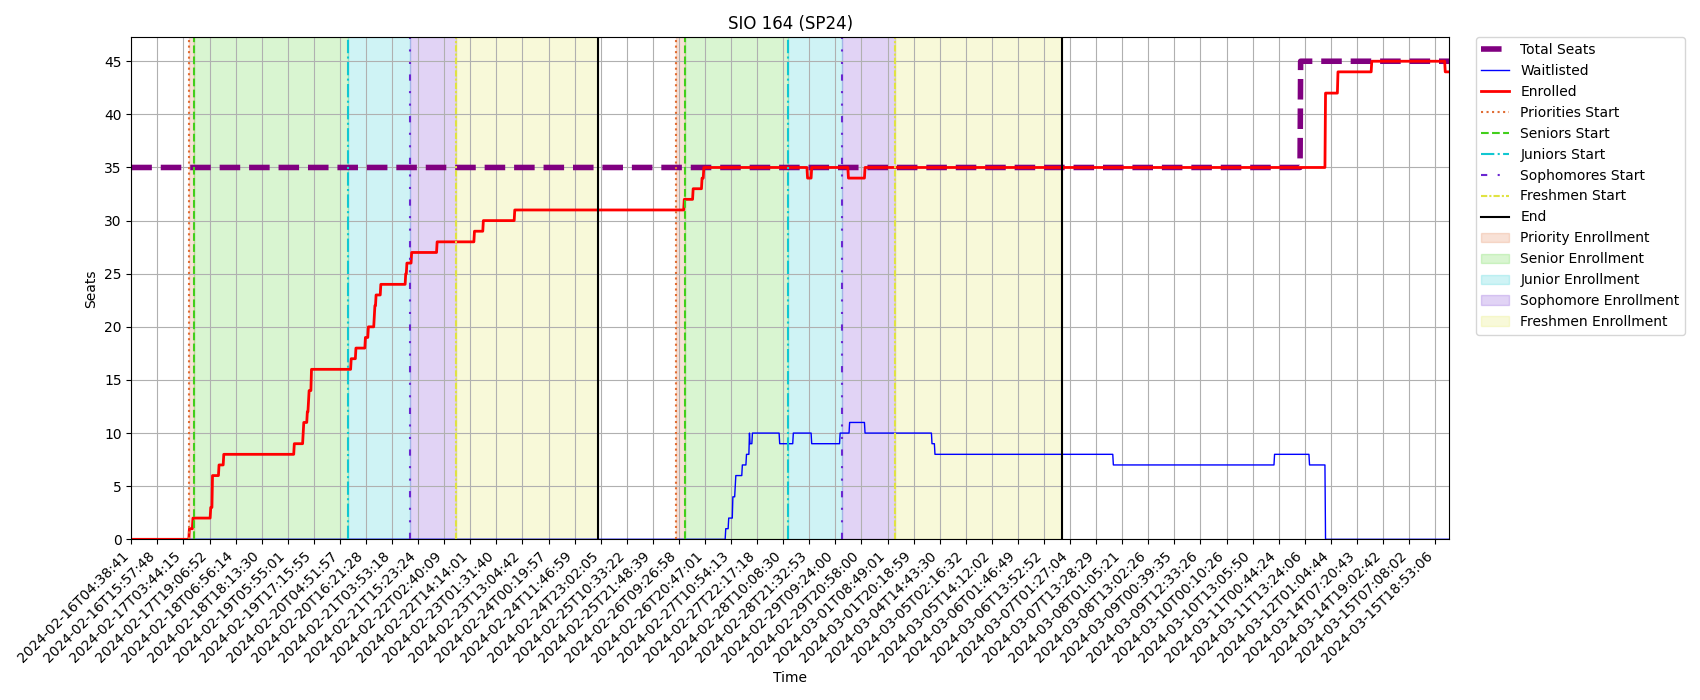 SIO 164 (SP24)
Seats
45
40
35
30
25
20
15
10
5
0
2024-02-16T04:38:41
2024-02-16T15:57:48
2024-02-17T03:44:15
2024-02-17T19:06:52
2024-02-18T06:56:14
2024-02-18T18:13:30
2024-02-19T05:55:01
2024-02-19T17:15:55
2024-02-20T04:51:57
2024-02-20T16:21:28
2024-02-21T03:53:18
2024-02-21T15:23:24
2024-02-22T02:40:09
2024-02-22T14:14:01
2024-02-23T01:31:40
2024-02-23T13:04:42
2024-02-24T00:19:57
2024-02-24T11:46:59
2024-02-24T23:02:05
2024-02-25T10:33:22
2024-02-25T21:48:39
2024-02-26T09:26:58
2024-02-26T20:47:01
2024-02-27T10:54:13
2024-02-27T22:17:18
2024-02-28T10:08:30
2024-02-28T21:32:53
2024-02-29T09:24:00
2024-02-29T20:58:00
2024-03-01T08:49:01
2024-03-01T20:18:59
2024-03-04T14:43:30
2024-03-05T02:16:32
2024-03-05T14:12:02
2024-03-06T01:46:49
2024-03-06T13:52:52
2024-03-07T01:27:04
2024-03-07T13:28:29
2024-03-08T01:05:21
2024-03-08T13:02:26
2024-03-09T00:39:35
2024-03-09T12:33:26
2024-03-10T00:10:26
2024-03-10T13:05:50
2024-03-11T00:44:24
2024-03-11T13:24:06
2024-03-12T01:04:44
2024-03-14T07:20:43
2024-03-14T19:02:42
2024-03-15T07:08:02
2024-03-15T18:53:06
Time
Total Seats
Waitlisted
Enrolled
Priorities Start
Seniors Start
Juniors Start
Sophomores Start
Freshmen Start
End
Priority Enrollment
Senior Enrollment
Junior Enrollment
Sophomore Enrollment
Freshmen Enrollment